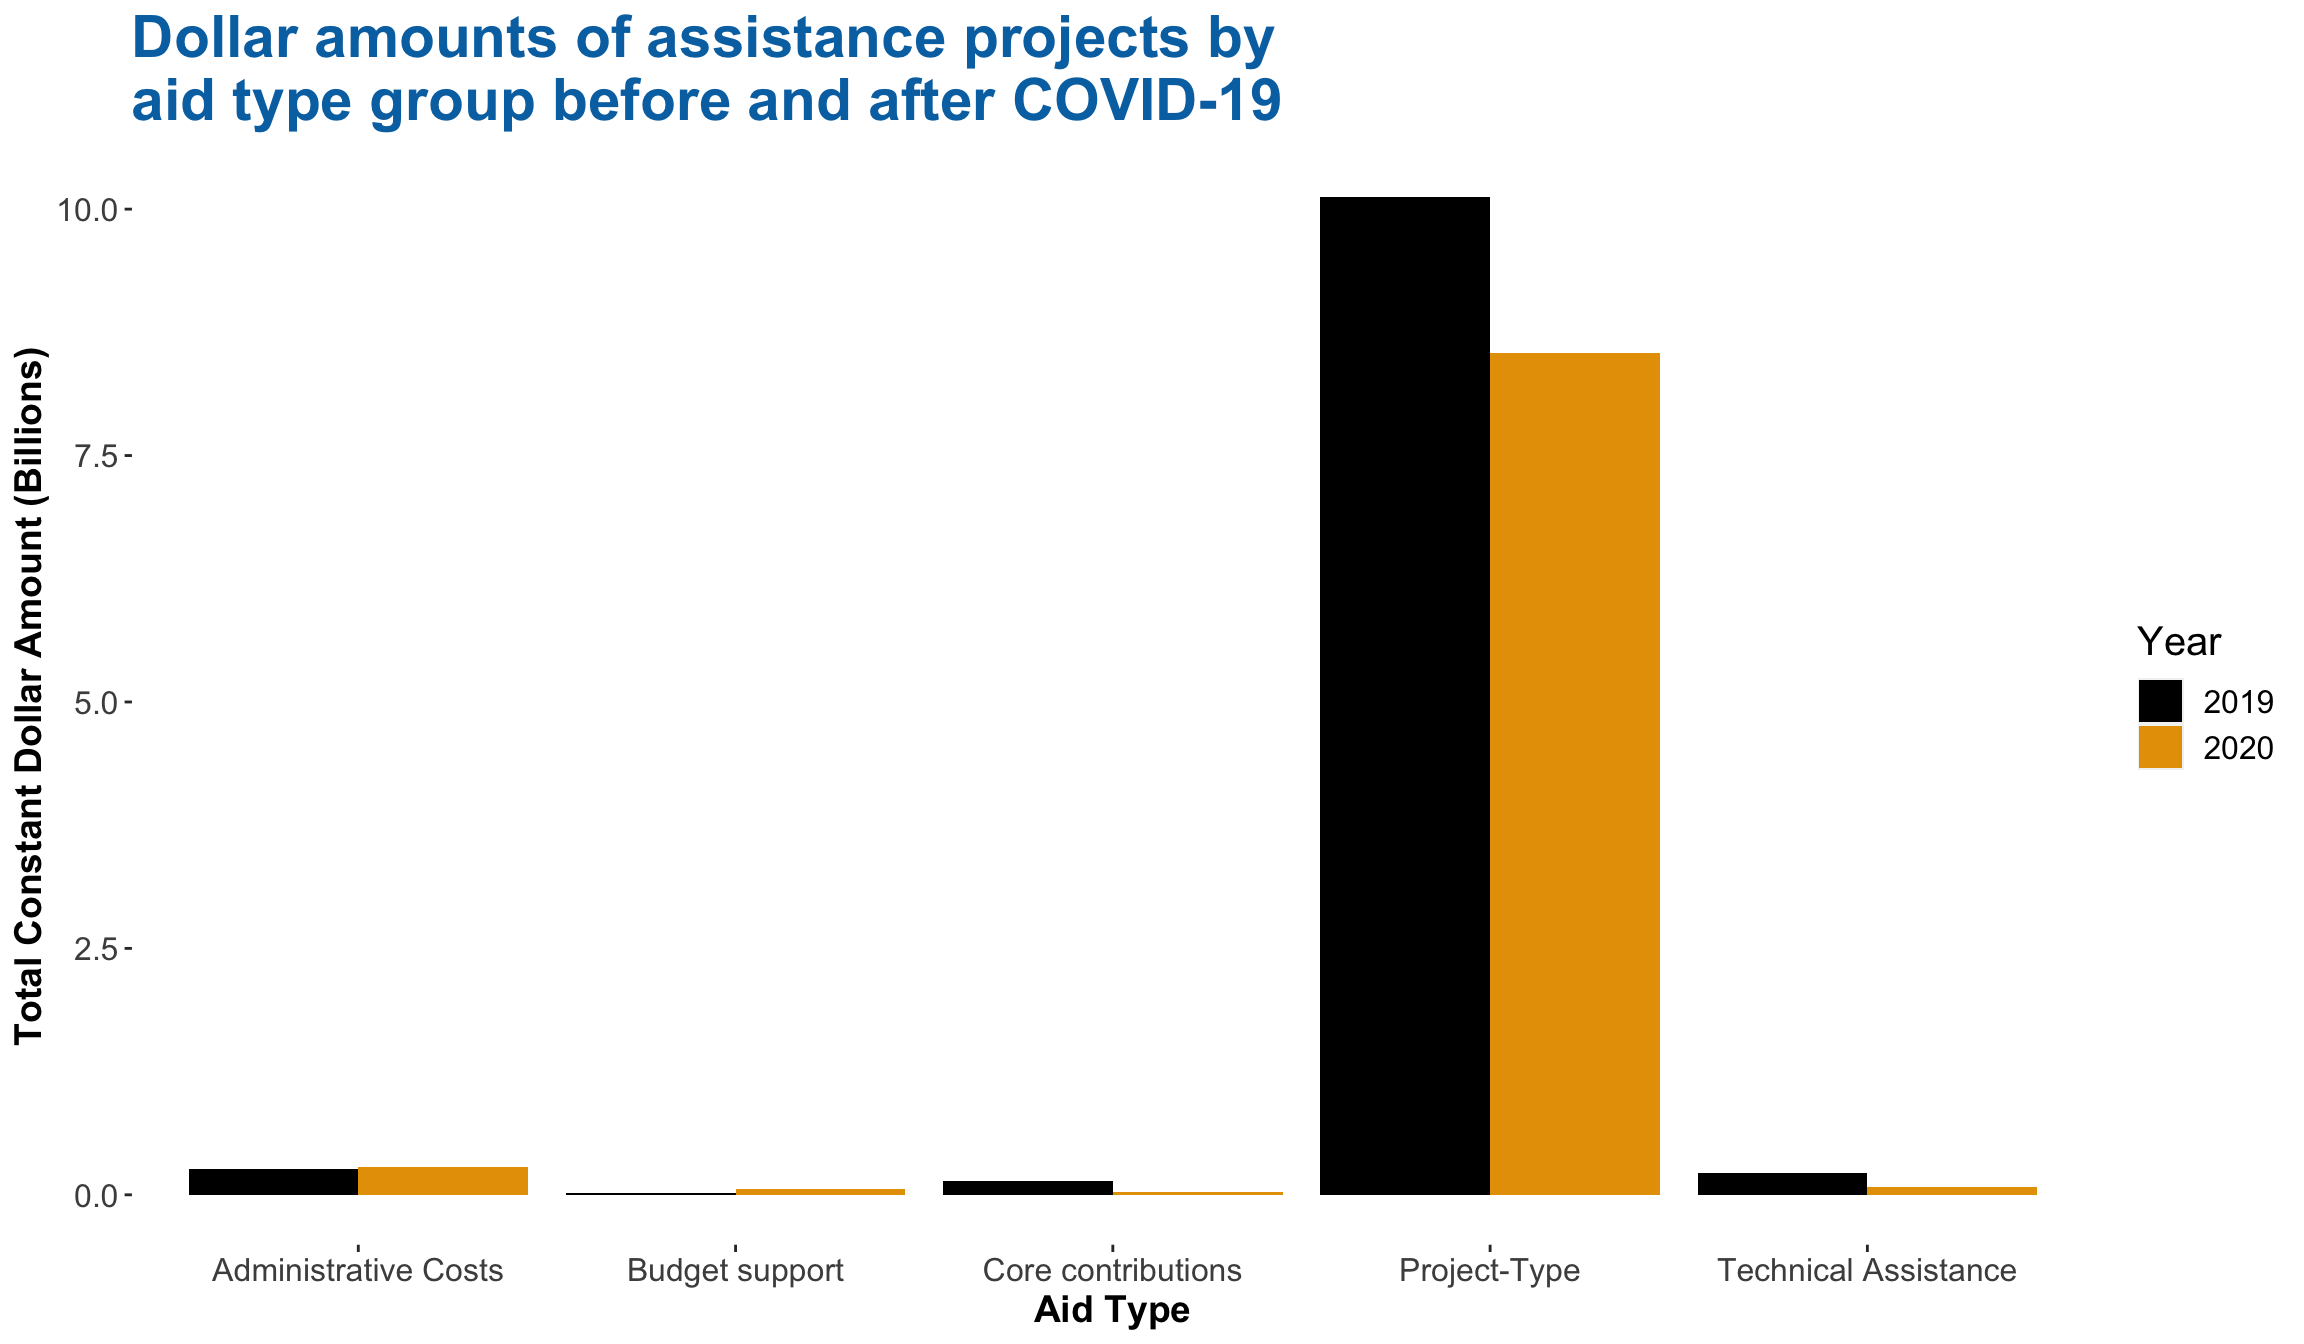 Dollar amounts of assistance projects by
aid type group before and after COVID-19
Total Constant Dollar Amount (Billions)
10.0
7.5
5.0
2.5
0.0
Administrative Costs
Budget support
Core contributions
Project-Type
Technical Assistance
Aid Type
Year
2019
2020